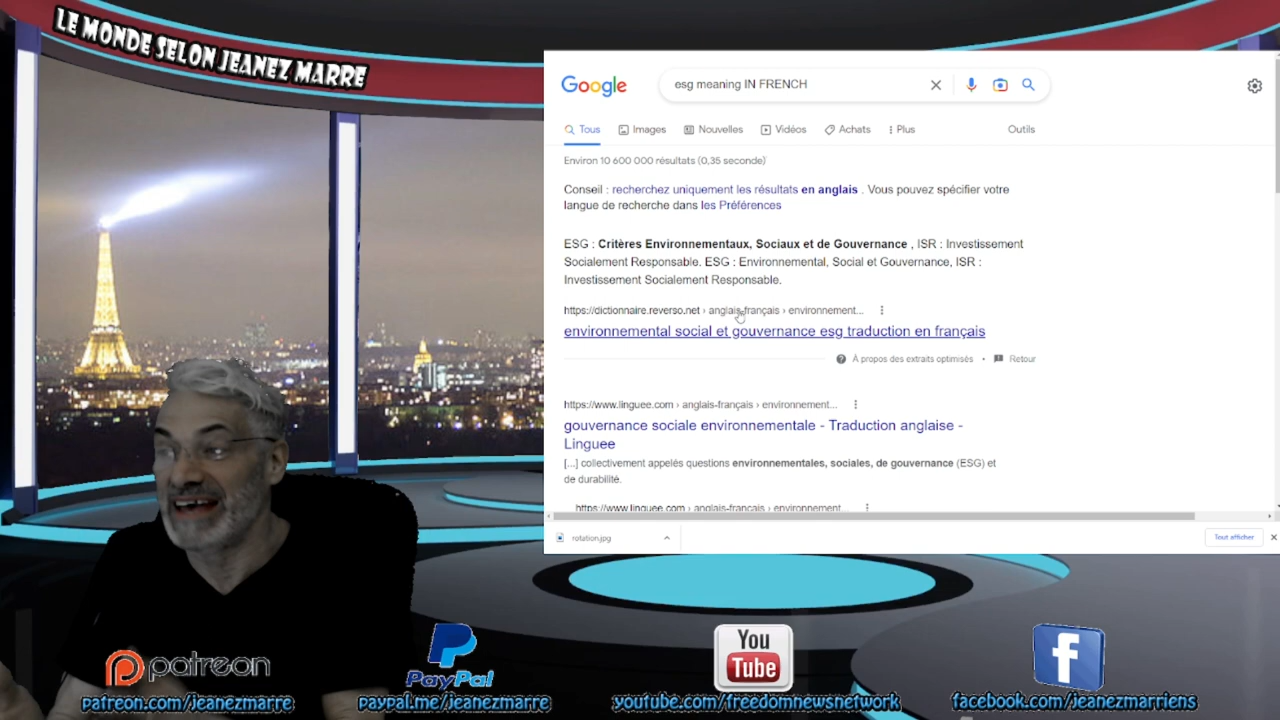 LE MONDE SELON JEANEZ MARRE
Google
esg meaning IN FRENCH
Tous Images Nouvelles Vidéos Achats Plus Outils
Environ 10 600 000 résultats (0,35 seconde)
Conseil : recherchez uniquement les résultats en anglais . Vous pouvez spécifier votre
langue de recherche dans les Préférences
ESG : Critères Environnementaux, Sociaux et de Gouvernance , ISR : Investissement
Socialement Responsable. ESG : Environnemental, Social et Gouvernance, ISR :
Investissement Socialement Responsable.
https://dictionnaire.reverso.net › anglais-français › environnement...
environnemental social et gouvernance esg traduction en français
À propos des extraits optimisés • Retour
https://www.linguee.com › anglais-français › environnement...
gouvernance sociale environnementale - Traduction anglaise -
Linguee
[...] collectivement appelés questions environnementales, sociales, de gouvernance (ESG) et
de durabilité.
https://www.linguee.com › anglais-français › environnement...
rotation.jpg
Tout afficher
patreon
PayPal
You
Tube
f
patreon.com/jeanezmarre
paypal.me/jeanezmarre
youtube.com/freedomnewsnetwork
facebook.com/jeanezmarriens